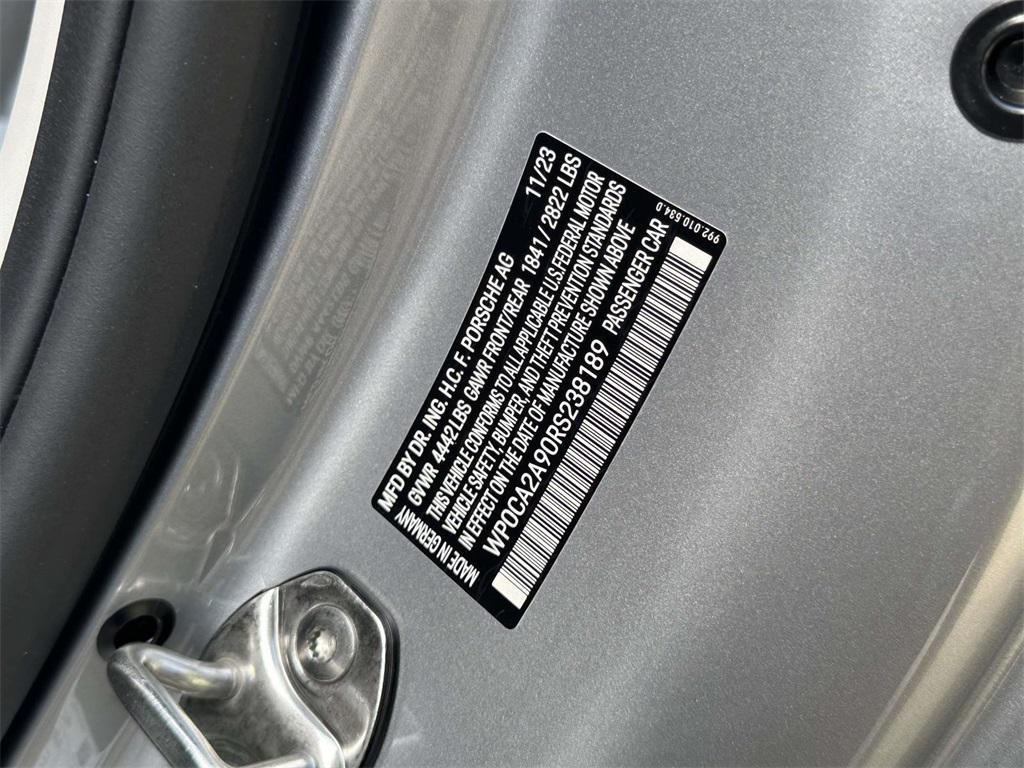 MFD BY DR. ING. H.C. F. PORSCHE AG 11/23
GVWR 4442 LBS GAWR FRONT/REAR 1841/2822 LBS
THIS VEHICLE CONFORMS TO ALL APPLICABLE U.S. FEDERAL MOTOR
VEHICLE SAFETY, BUMPER, AND THEFT PREVENTION STANDARDS
IN EFFECT ON THE DATE OF MANUFACTURE SHOWN ABOVE
WP0CA2A90RS238189 PASSENGER CAR
MADE IN GERMANY
992.010.534.D